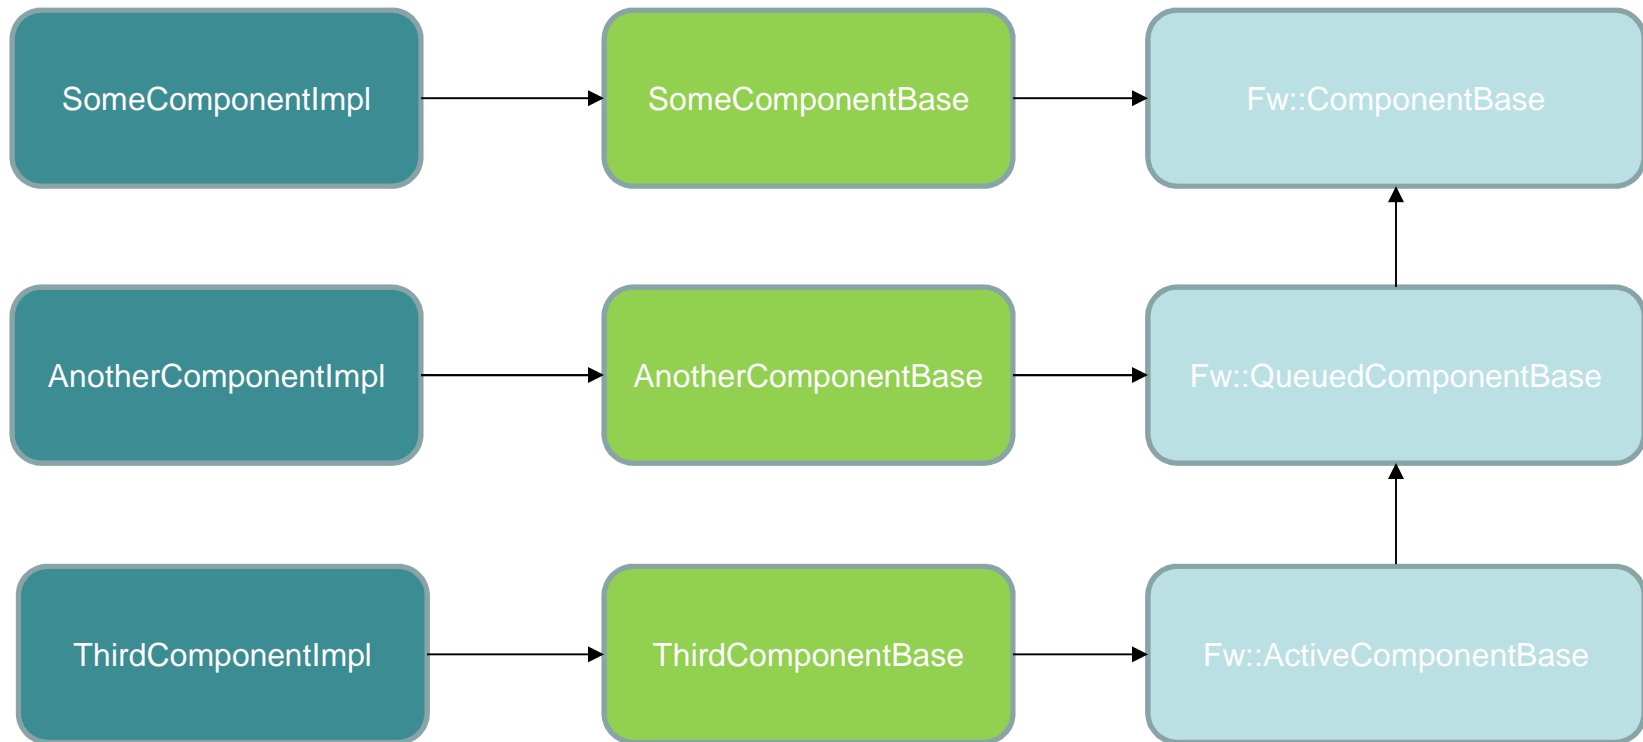 SomeComponentImpl
SomeComponentBase
Fw::ComponentBase
AnotherComponentImpl
AnotherComponentBase
Fw::QueuedComponentBase
ThirdComponentImpl
ThirdComponentBase
Fw::ActiveComponentBase